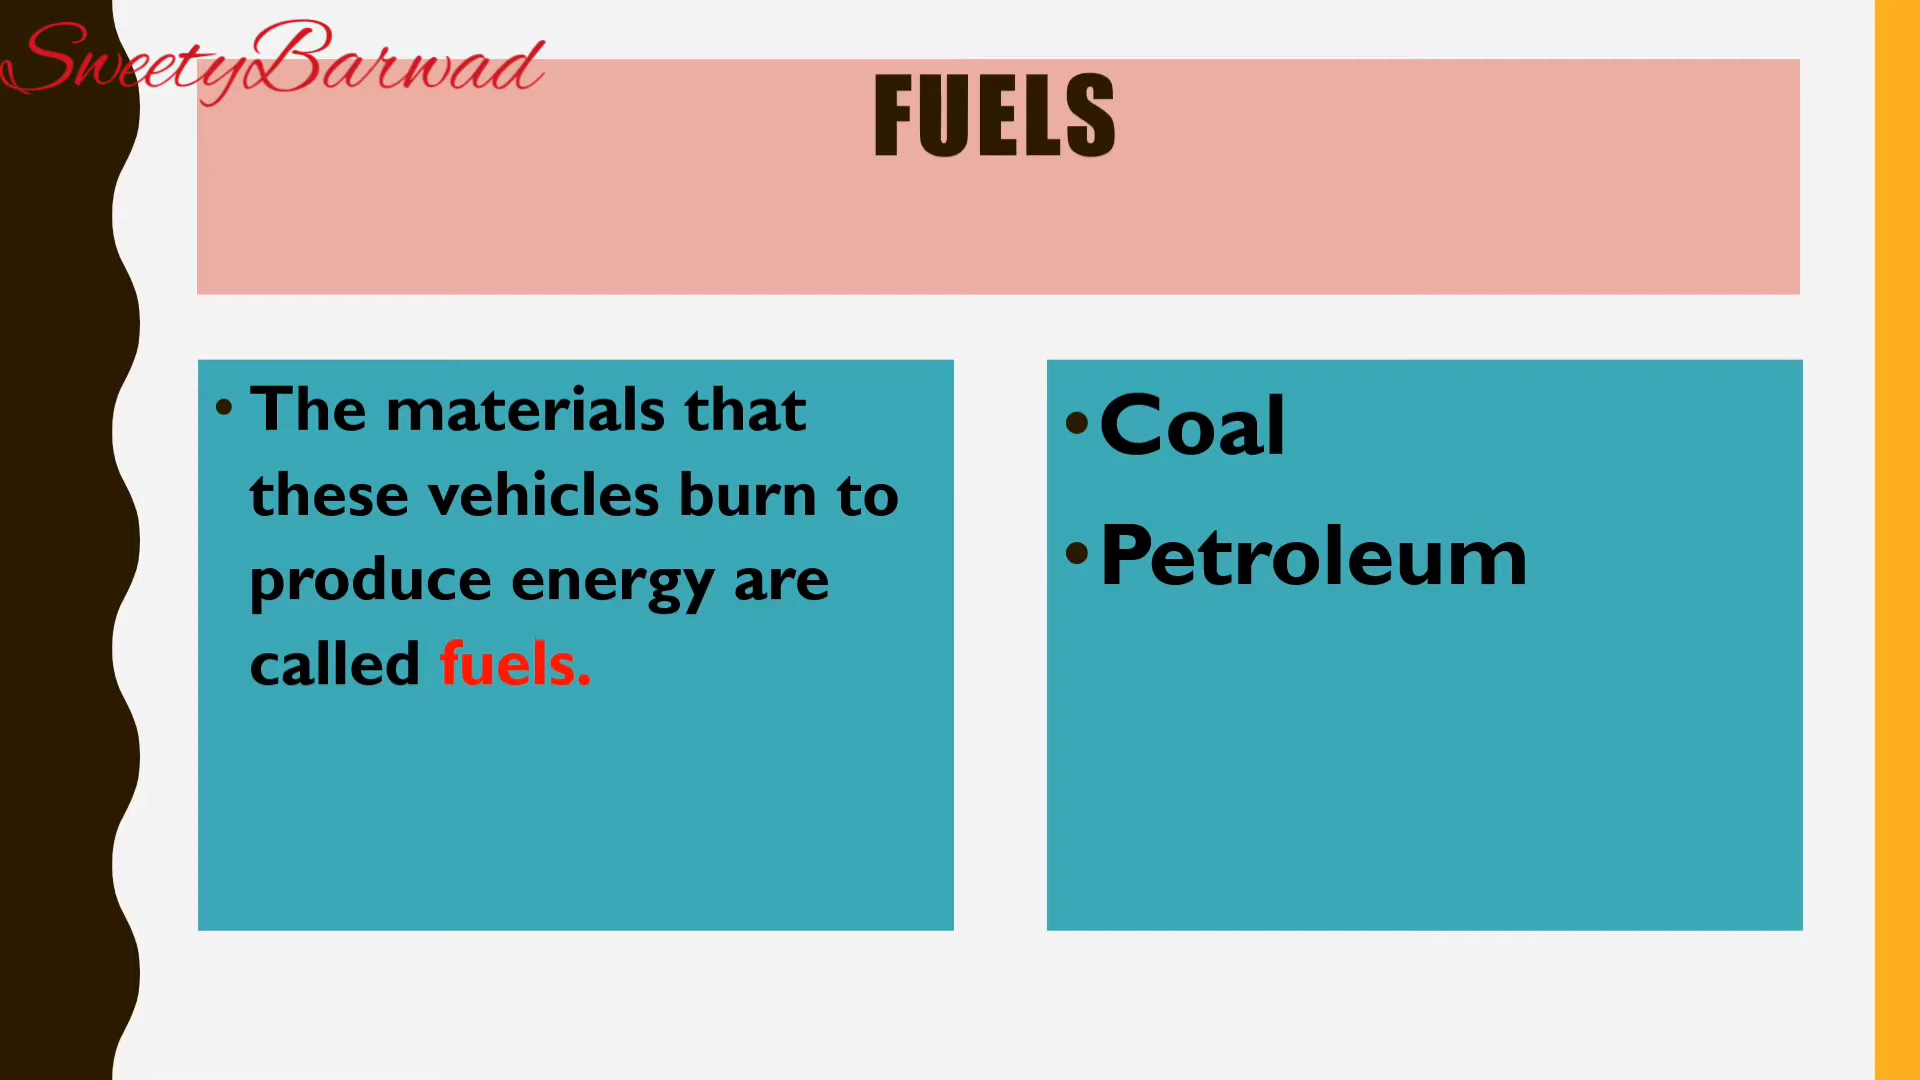 SweetyBarwad
FUELS
• The materials that
these vehicles burn to
produce energy are
called fuels.
• Coal
• Petroleum